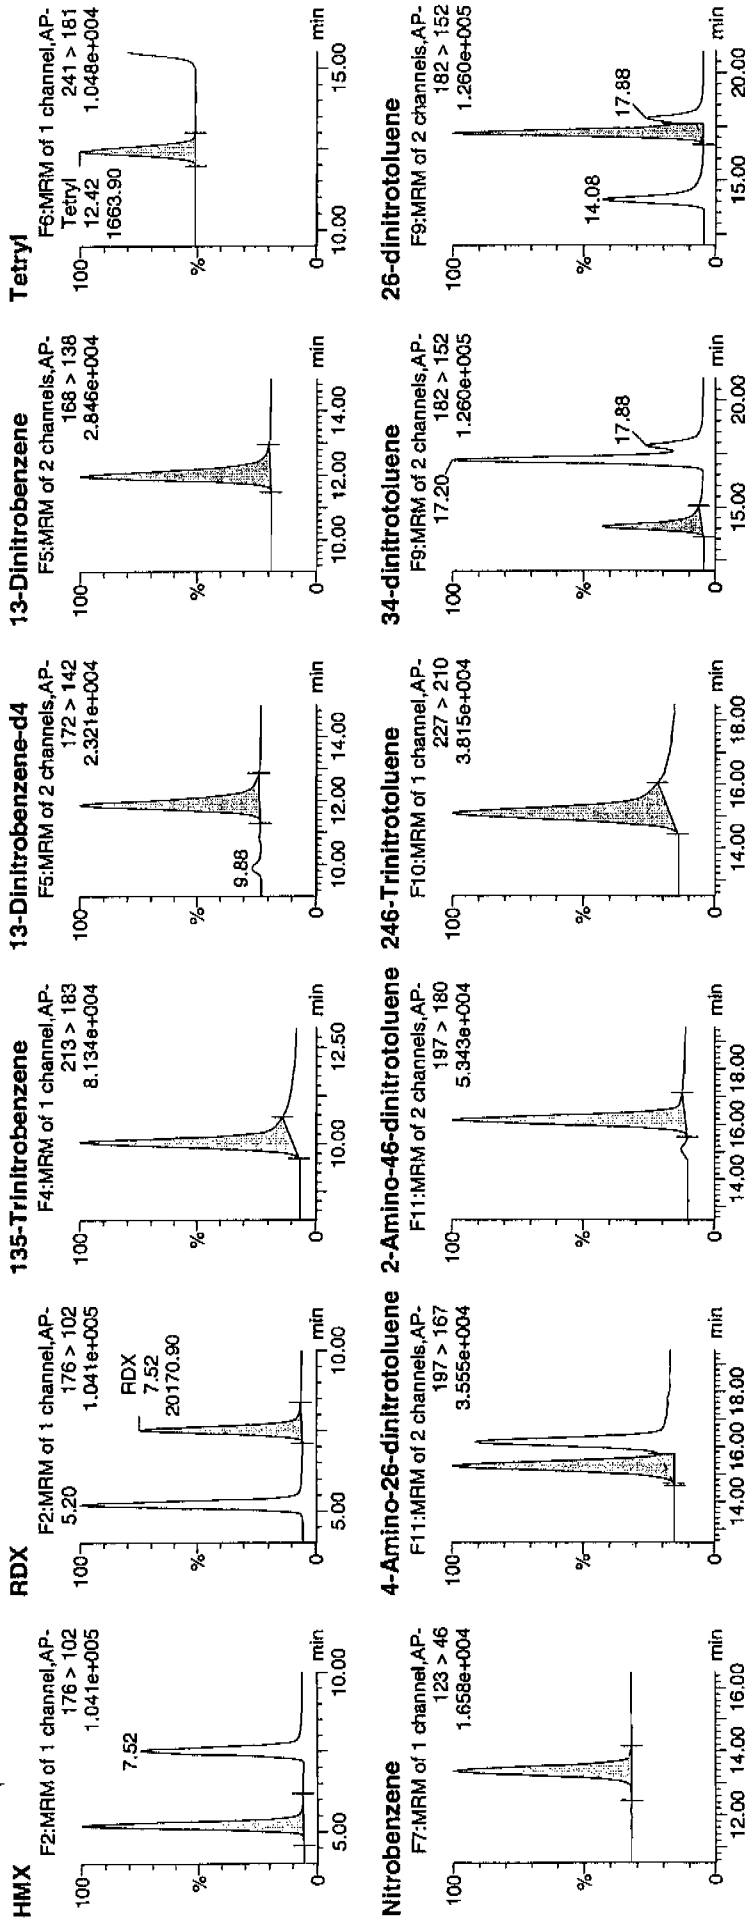 HMX
F2:MRM of 1 channel,AP-
176 > 102
1.041e+005
100
7.52
%
0
5.00
10.00
min
RDX
F2:MRM of 1 channel,AP-
176 > 102
1.041e+005
100
5.20
RDX
7.52
20170.90
%
0
5.00
10.00
min
135-Trinitrobenzene
F4:MRM of 1 channel,AP-
213 > 183
8.134e+004
100
%
0
10.00
12.50
min
13-Dinitrobenzene-d4
F5:MRM of 2 channels,AP-
172 > 142
2.321e+004
100
9.88
%
0
10.00
12.00
14.00
min
13-Dinitrobenzene
F5:MRM of 2 channels,AP-
168 > 138
2.846e+004
100
%
0
10.00
12.00
14.00
min
Tetryl
F6:MRM of 1 channel,AP-
241 > 181
1.048e+004
100
Tetryl
12.42
1663.90
%
0
10.00
15.00
min
Nitrobenzene
F7:MRM of 1 channel,AP-
123 > 46
1.658e+004
100
%
0
12.00
14.00
16.00
min
4-Amino-26-dinitrotoluene
F11:MRM of 2 channels,AP-
197 > 167
3.555e+004
100
%
0
14.00
16.00
18.00
min
2-Amino-46-dinitrotoluene
F11:MRM of 2 channels,AP-
197 > 180
5.343e+004
100
%
0
14.00
16.00
18.00
min
246-Trinitrotoluene
F10:MRM of 1 channel,AP-
227 > 210
3.815e+004
100
%
0
14.00
16.00
18.00
min
34-dinitrotoluene
F9:MRM of 2 channels,AP-
182 > 152
1.260e+005
100
17.20
17.88
%
0
15.00
20.00
min
26-dinitrotoluene
F9:MRM of 2 channels,AP-
182 > 152
1.260e+005
100
14.08
17.88
%
0
15.00
20.00
min